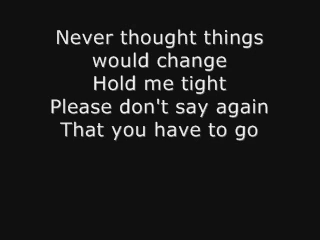 Never thought things
would change
Hold me tight
Please don't say again
That you have to go